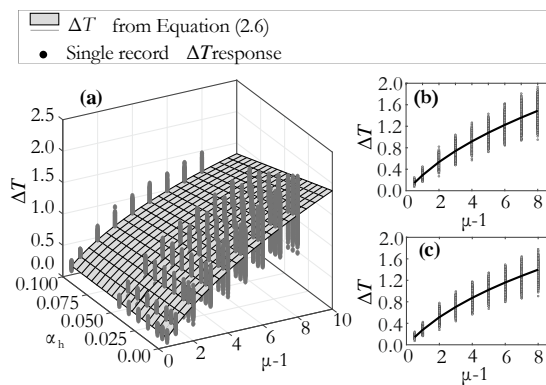 ΔT from Equation (2.6)
Single record ΔT response
(a)
2.5
2.0
1.5
1.0
0.5
0.0
ΔT
0.100
0.075
0.050
0.025
0.00
α_h
0
2
4
6
8
10
μ-1
(b)
2.0
1.6
1.2
0.8
0.4
0.0
ΔT
0 2 4 6 8
μ-1
(c)
2.0
1.6
1.2
0.8
0.4
0.0
ΔT
0 2 4 6 8
μ-1